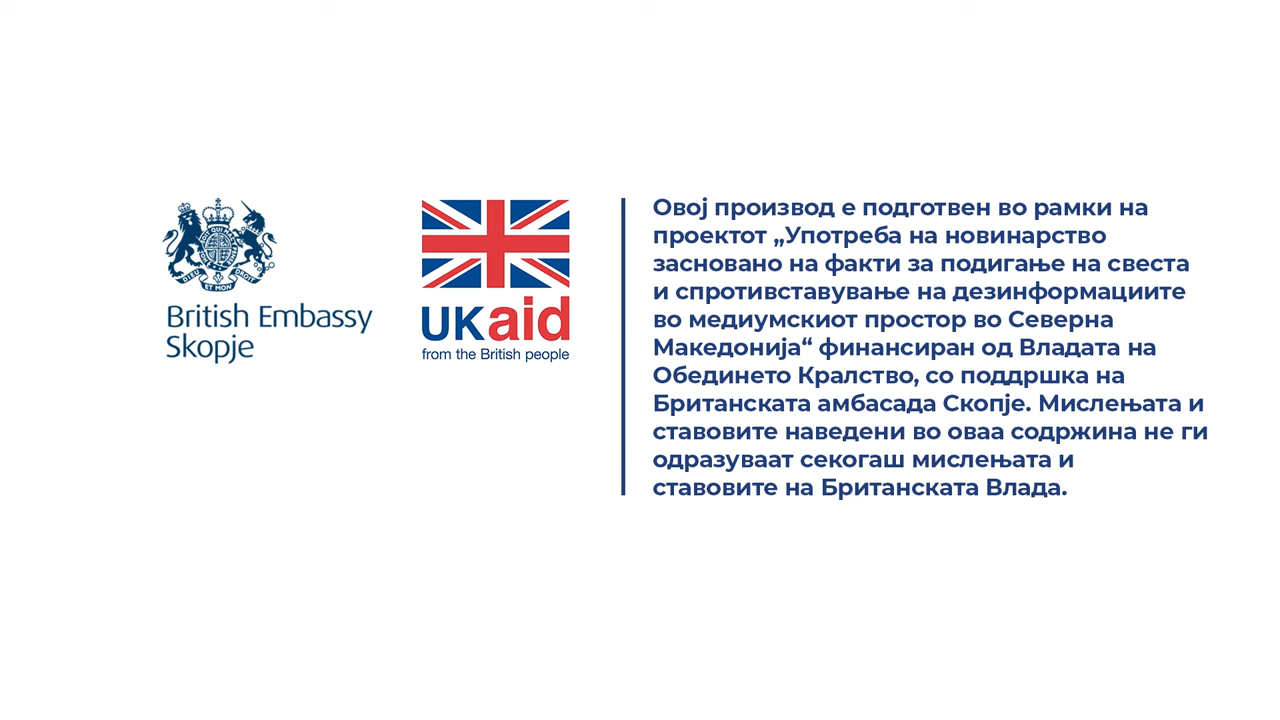 British Embassy
Skopje
UKaid
from the British people
Овој производ е подготвен во рамки на
проектот „Употреба на новинарство
засновано на факти за подигање на свеста
и спротивставување на дезинформациите
во медиумскиот простор во Северна
Македонија“ финансиран од Владата на
Обединето Кралство, со поддршка на
Британската амбасада Скопје. Мислењата и
ставовите наведени во оваа содржина не ги
одразуваат секогаш мислењата и
ставовите на Британската Влада.